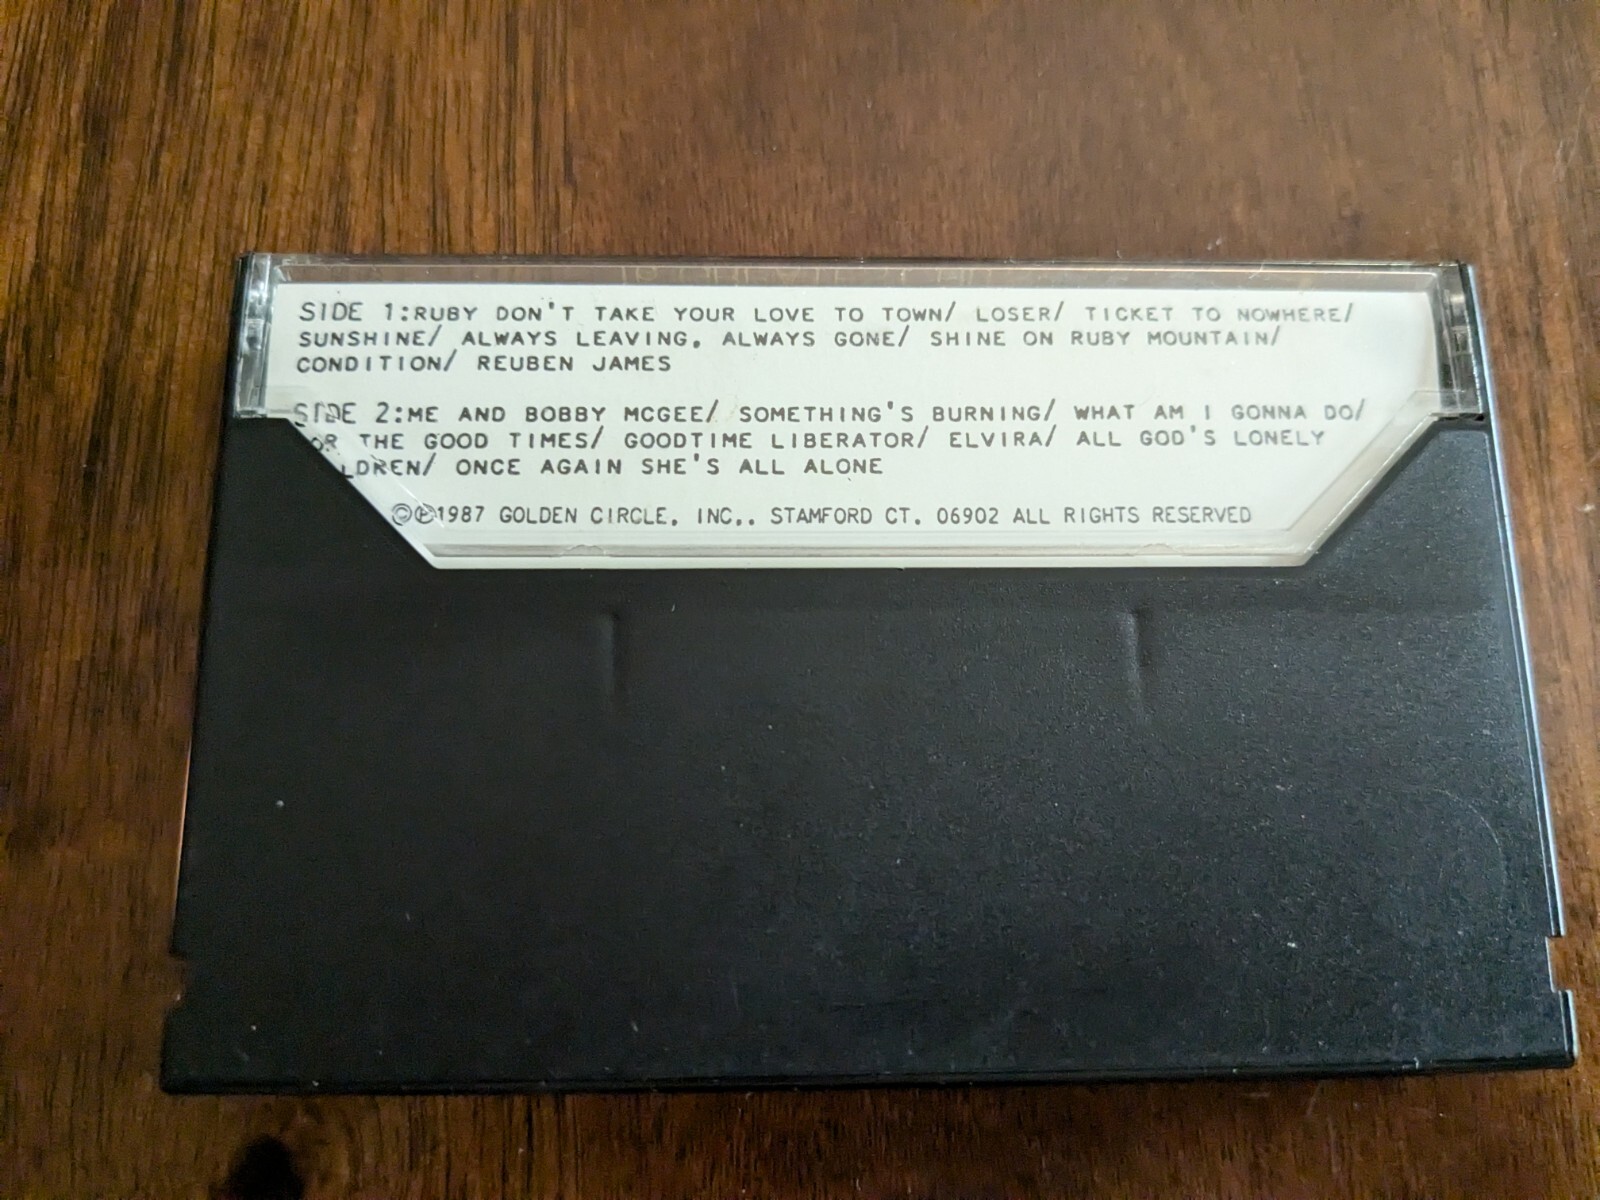 SIDE 1:RUBY DON'T TAKE YOUR LOVE TO TOWN/ LOSER/ TICKET TO NOWHERE/
SUNSHINE/ ALWAYS LEAVING, ALWAYS GONE/ SHINE ON RUBY MOUNTAIN/
CONDITION/ REUBEN JAMES
SIDE 2:ME AND BOBBY MCGEE/ SOMETHING'S BURNING/ WHAT AM I GONNA DO/
THE GOOD TIMES/ GOODTIME LIBERATOR/ ELVIRA/ ALL GOD'S LONELY
ONCE AGAIN SHE'S ALL ALONE
©℗1987 GOLDEN CIRCLE, INC,. STAMFORD CT. 06902 ALL RIGHTS RESERVED